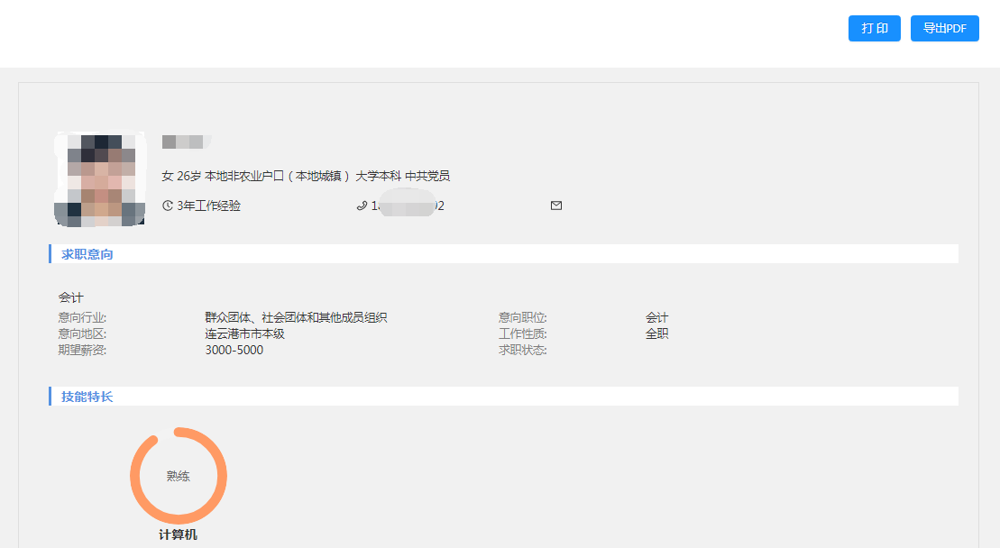 打 印
导出PDF
女 26岁 本地非农业户口（本地城镇） 大学本科 中共党员
3年工作经验
求职意向
会计
意向行业: 群众团体、社会团体和其他成员组织 意向职位: 会计
意向地区: 连云港市市本级 工作性质: 全职
期望薪资: 3000-5000 求职状态:
技能特长
熟练
计算机